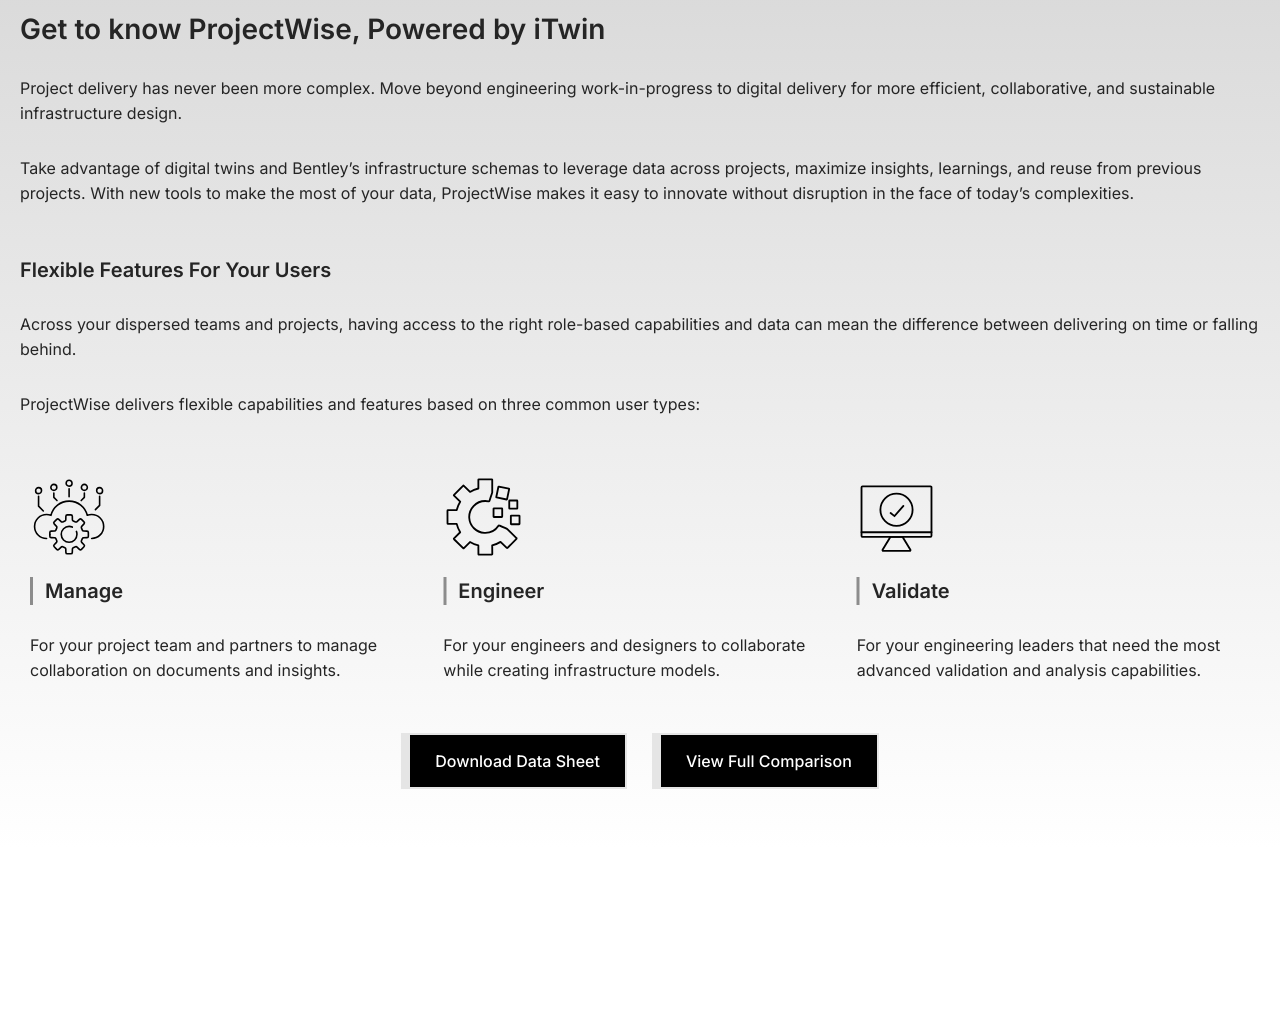 Get to know ProjectWise, Powered by iTwin
Project delivery has never been more complex. Move beyond engineering work-in-progress to digital delivery for more efficient, collaborative, and sustainable
infrastructure design.
Take advantage of digital twins and Bentley’s infrastructure schemas to leverage data across projects, maximize insights, learnings, and reuse from previous
projects. With new tools to make the most of your data, ProjectWise makes it easy to innovate without disruption in the face of today’s complexities.
Flexible Features For Your Users
Across your dispersed teams and projects, having access to the right role-based capabilities and data can mean the difference between delivering on time or falling
behind.
ProjectWise delivers flexible capabilities and features based on three common user types:
Manage
For your project team and partners to manage
collaboration on documents and insights.
Engineer
For your engineers and designers to collaborate
while creating infrastructure models.
Validate
For your engineering leaders that need the most
advanced validation and analysis capabilities.
Download Data Sheet
View Full Comparison